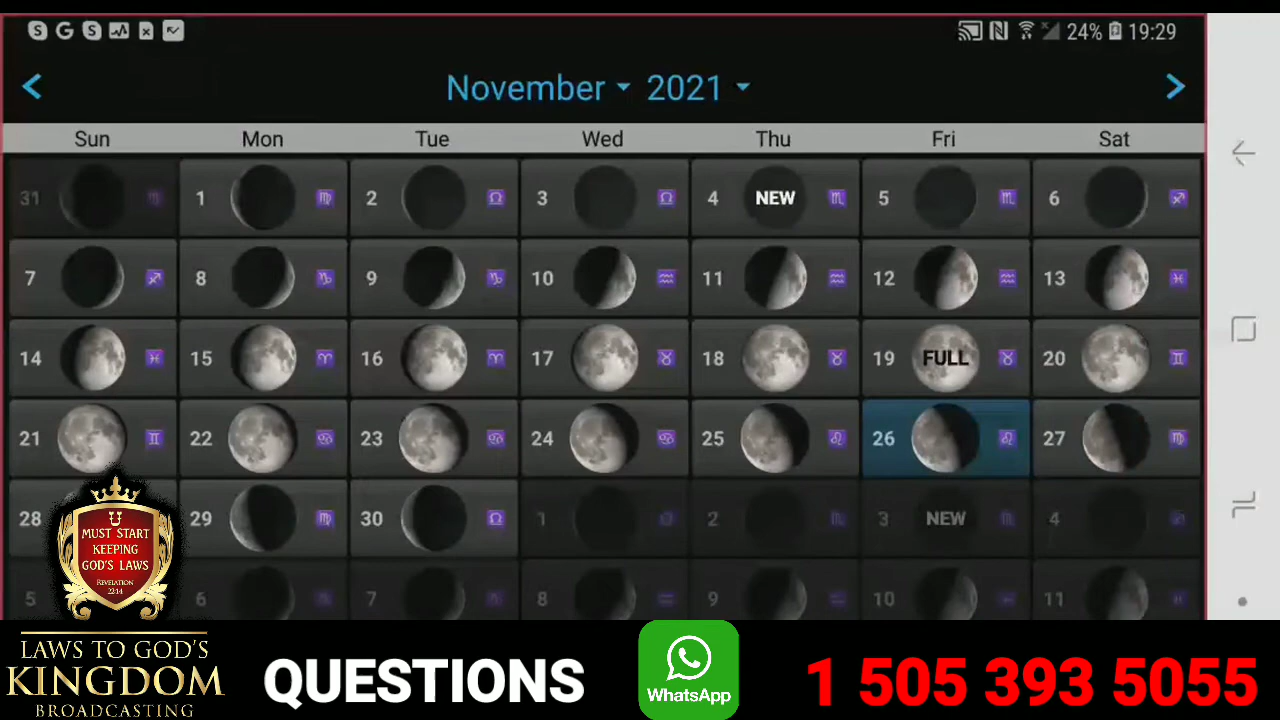 24% 19:29
November 2021
Sun Mon Tue Wed Thu Fri Sat
31 1 2 3 4 NEW 5 6
7 8 9 10 11 12 13
14 15 16 17 18 19 FULL 20
21 22 23 24 25 26 27
28 29 30 1 2 3 NEW 4
5 6 7 8 9 10 11
U
MUST START
KEEPING
GOD'S LAWS
REVELATION
22:14
LAWS TO GOD'S
KINGDOM
BROADCASTING
QUESTIONS
WhatsApp
1 505 393 5055